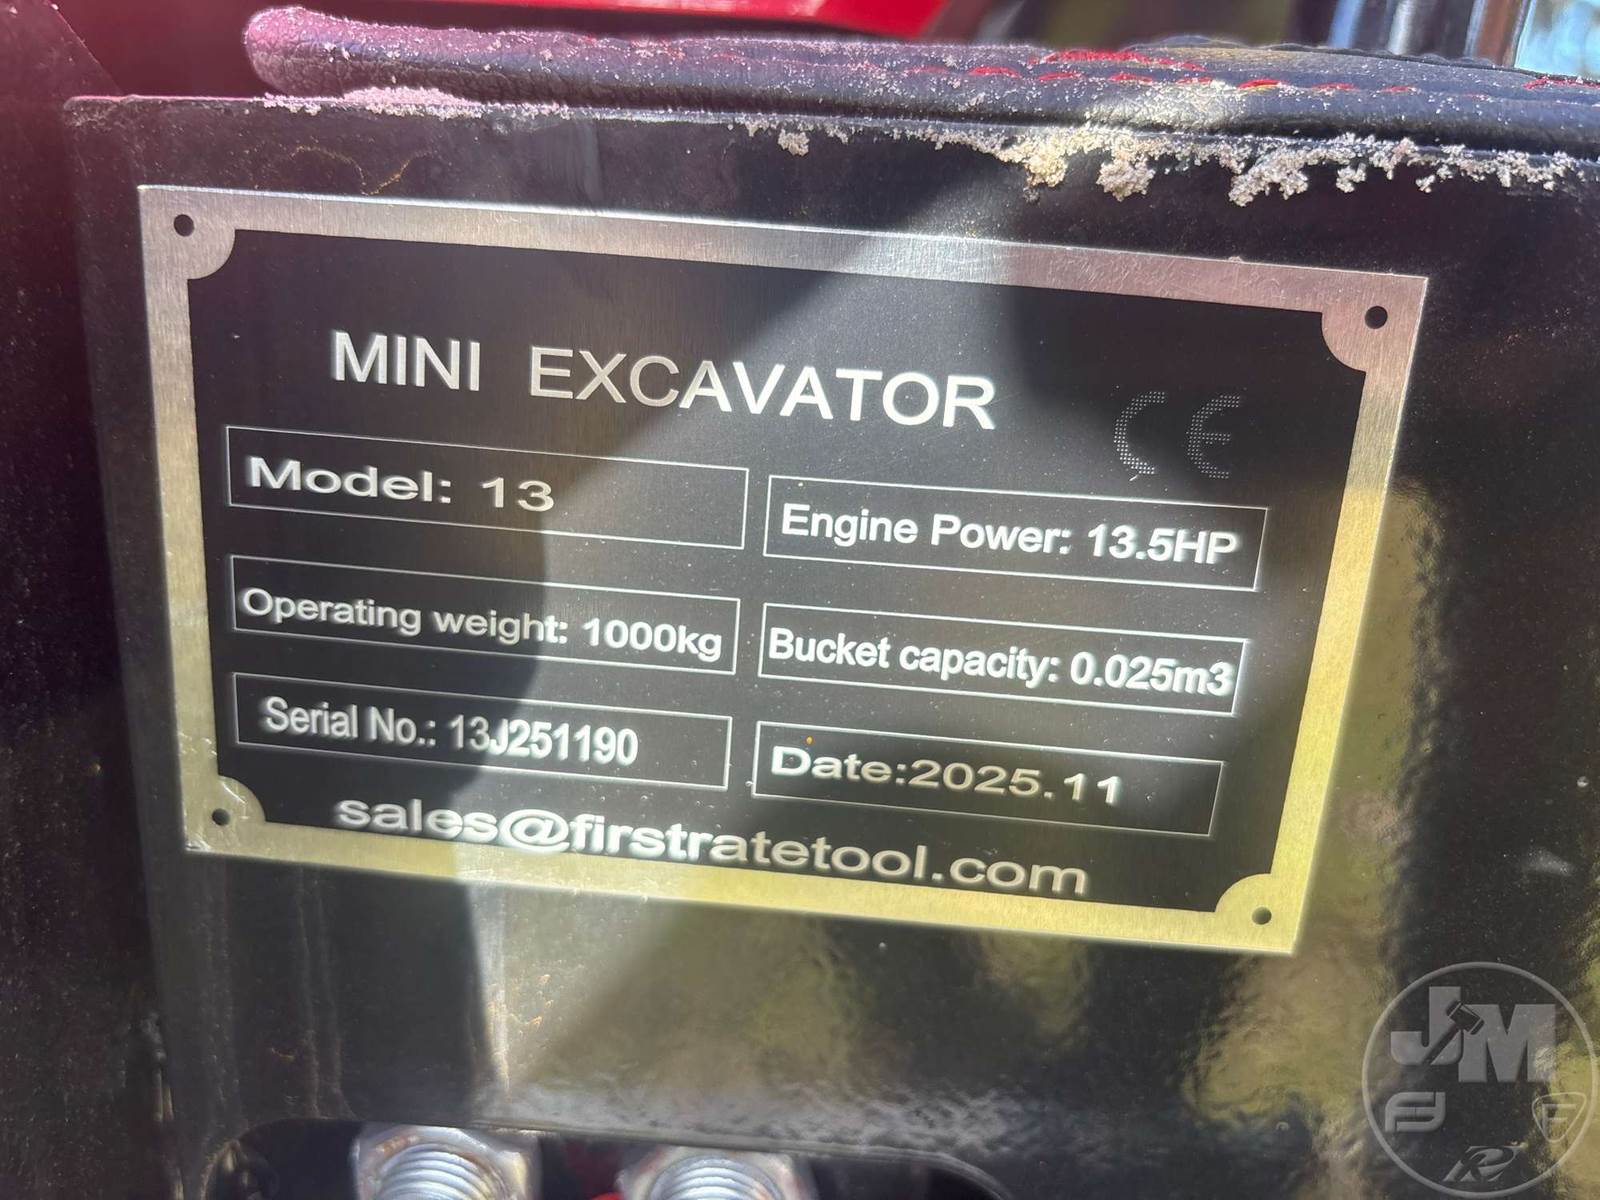 MINI EXCAVATOR
CE
Model: 13
Engine Power: 13.5HP
Operating weight: 1000kg
Bucket capacity: 0.025m3
Serial No.: 13J251190
Date:2025.11
sales@firstratetool.com
JM